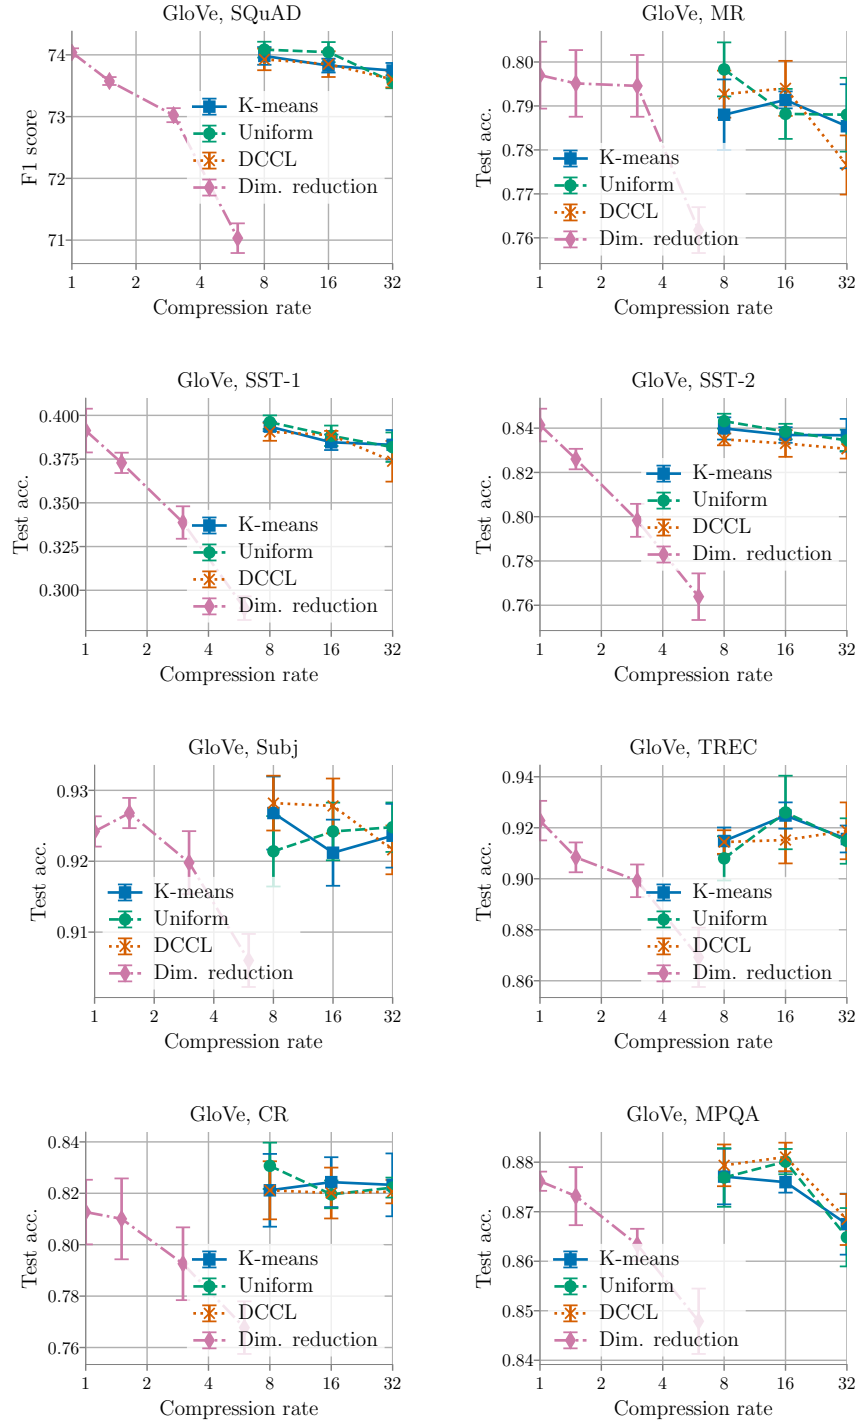 GloVe, SQuAD
74
73
72
71
F1 score
K-means
Uniform
DCCL
Dim. reduction
1 2 4 8 16 32
Compression rate
GloVe, MR
0.80
0.79
0.78
0.77
0.76
Test acc.
K-means
Uniform
DCCL
Dim. reduction
1 2 4 8 16 32
Compression rate
GloVe, SST-1
0.400
0.375
0.350
0.325
0.300
Test acc.
K-means
Uniform
DCCL
Dim. reduction
1 2 4 8 16 32
Compression rate
GloVe, SST-2
0.84
0.82
0.80
0.78
0.76
Test acc.
K-means
Uniform
DCCL
Dim. reduction
1 2 4 8 16 32
Compression rate
GloVe, Subj
0.93
0.92
0.91
Test acc.
K-means
Uniform
DCCL
Dim. reduction
1 2 4 8 16 32
Compression rate
GloVe, TREC
0.94
0.92
0.90
0.88
0.86
Test acc.
K-means
Uniform
DCCL
Dim. reduction
1 2 4 8 16 32
Compression rate
GloVe, CR
0.84
0.82
0.80
0.78
0.76
Test acc.
K-means
Uniform
DCCL
Dim. reduction
1 2 4 8 16 32
Compression rate
GloVe, MPQA
0.88
0.87
0.86
0.85
0.84
Test acc.
K-means
Uniform
DCCL
Dim. reduction
1 2 4 8 16 32
Compression rate